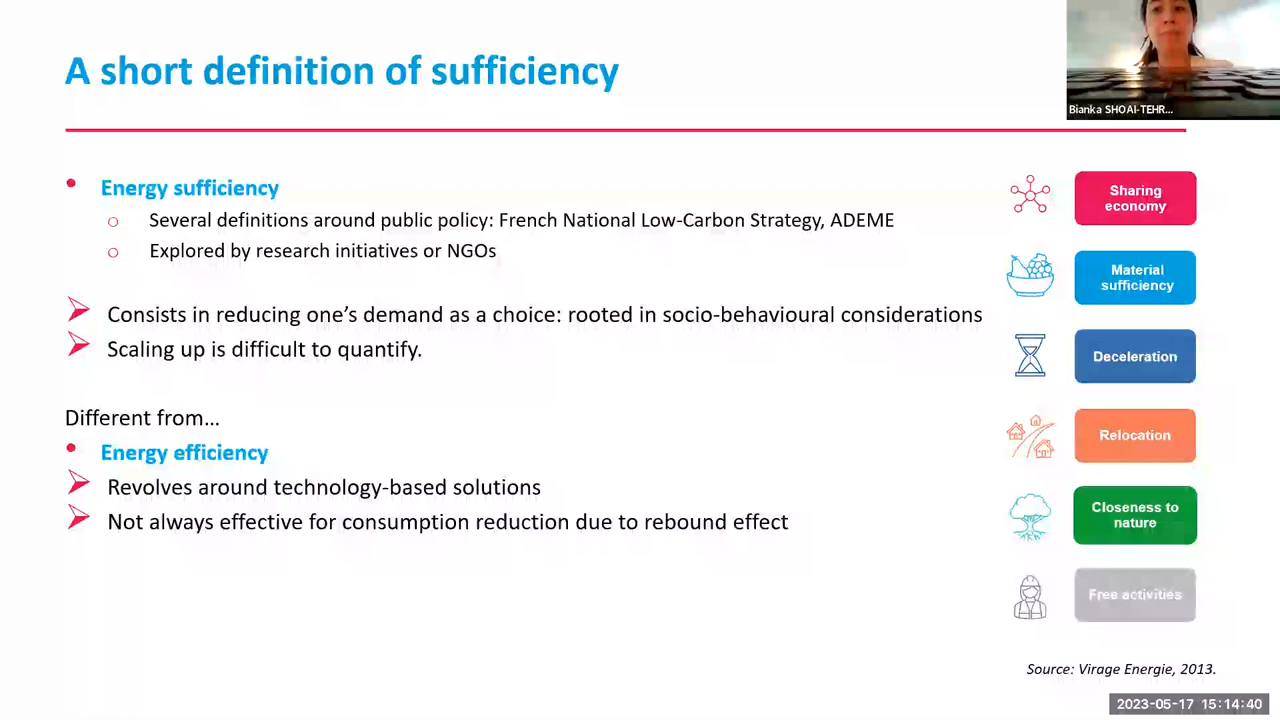 A short definition of sufficiency
Bianka SHOAI-TEHR...
• Energy sufficiency
o Several definitions around public policy: French National Low-Carbon Strategy, ADEME
o Explored by research initiatives or NGOs
Consists in reducing one’s demand as a choice: rooted in socio-behavioural considerations
Scaling up is difficult to quantify.
Different from…
• Energy efficiency
Revolves around technology-based solutions
Not always effective for consumption reduction due to rebound effect
Sharing
economy
Material
sufficiency
Deceleration
Relocation
Closeness to
nature
Free activities
Source: Virage Energie, 2013.
2023-05-17 15:14:40